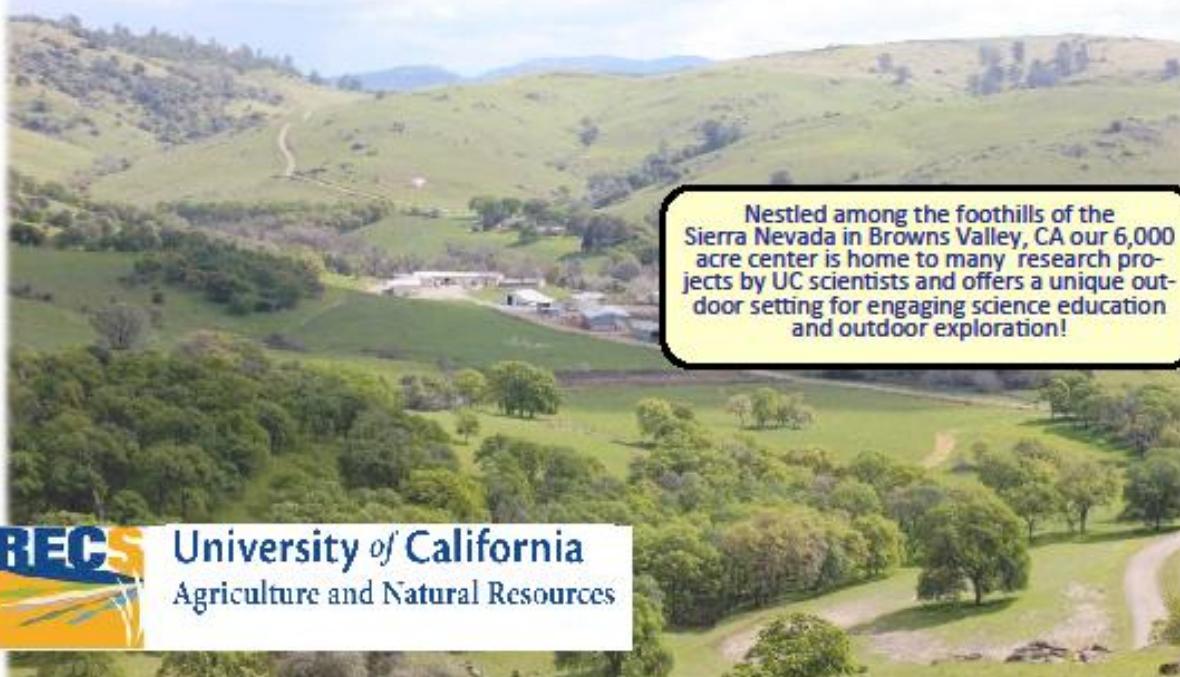 Nestled among the foothills of the
Sierra Nevada in Browns Valley, CA our 6,000
acre center is home to many research pro-
jects by UC scientists and offers a unique out-
door setting for engaging science education
and outdoor exploration!
RECS
University of California
Agriculture and Natural Resources